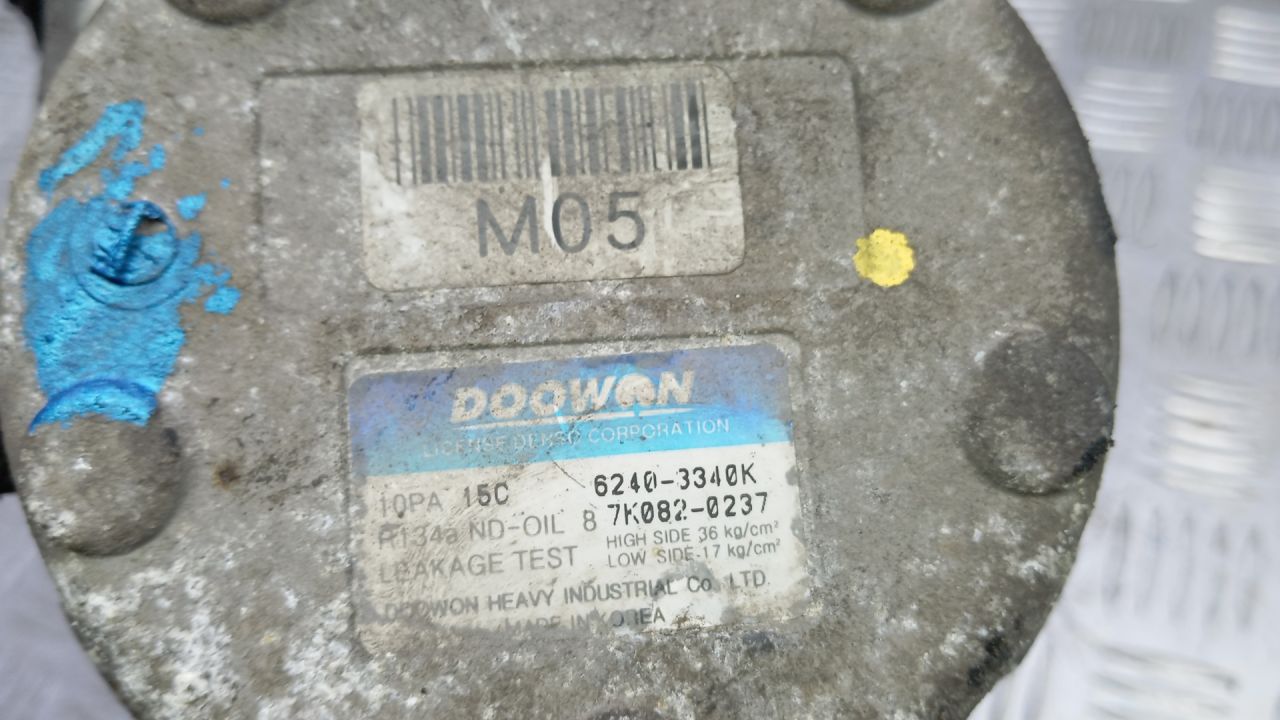 M05
DOOWON
LICENSE DENSO CORPORATION
10PA 15C 6240-3340K
R134a ND-OIL 8 7K082-0237
LEAKAGE TEST HIGH SIDE 36 kg/cm²
LOW SIDE-17 kg/cm²
DOOWON HEAVY INDUSTRIAL Co. LTD.
MADE IN KOREA